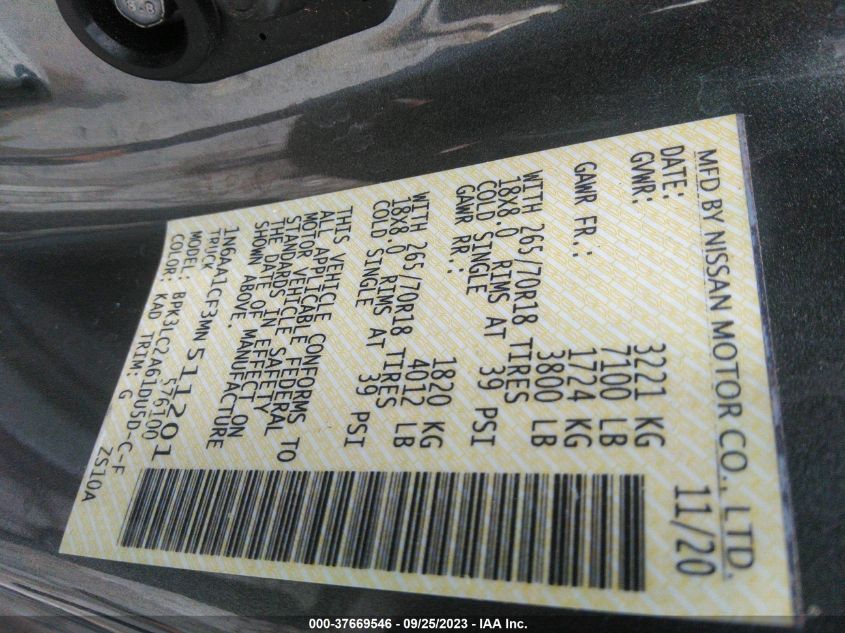 MFD BY NISSAN MOTOR CO., LTD.
DATE: 11/20
GVWR: 3221 KG
7100 LB
GAWR FR.: 1724 KG
3800 LB
WITH 265/70R18 TIRES
18X8.0 RIMS AT 39 PSI
COLD SINGLE
GAWR RR.: 1820 KG
4012 LB
WITH 265/70R18 TIRES
18X8.0 RIMS AT 39 PSI
COLD SINGLE
THIS VEHICLE CONFORMS TO
ALL APPLICABLE FEDERAL
MOTOR VEHICLE SAFETY
STANDARDS IN EFFECT ON
THE DATE OF MANUFACTURE
SHOWN ABOVE.
1N6AA1CF3MN511201
TRUCK 516100
MODEL: BPK3LC2A61DU5D-C-F
COLOR: KAD TRIM: G ZS10A
000-37669546 - 09/25/2023 - IAA Inc.